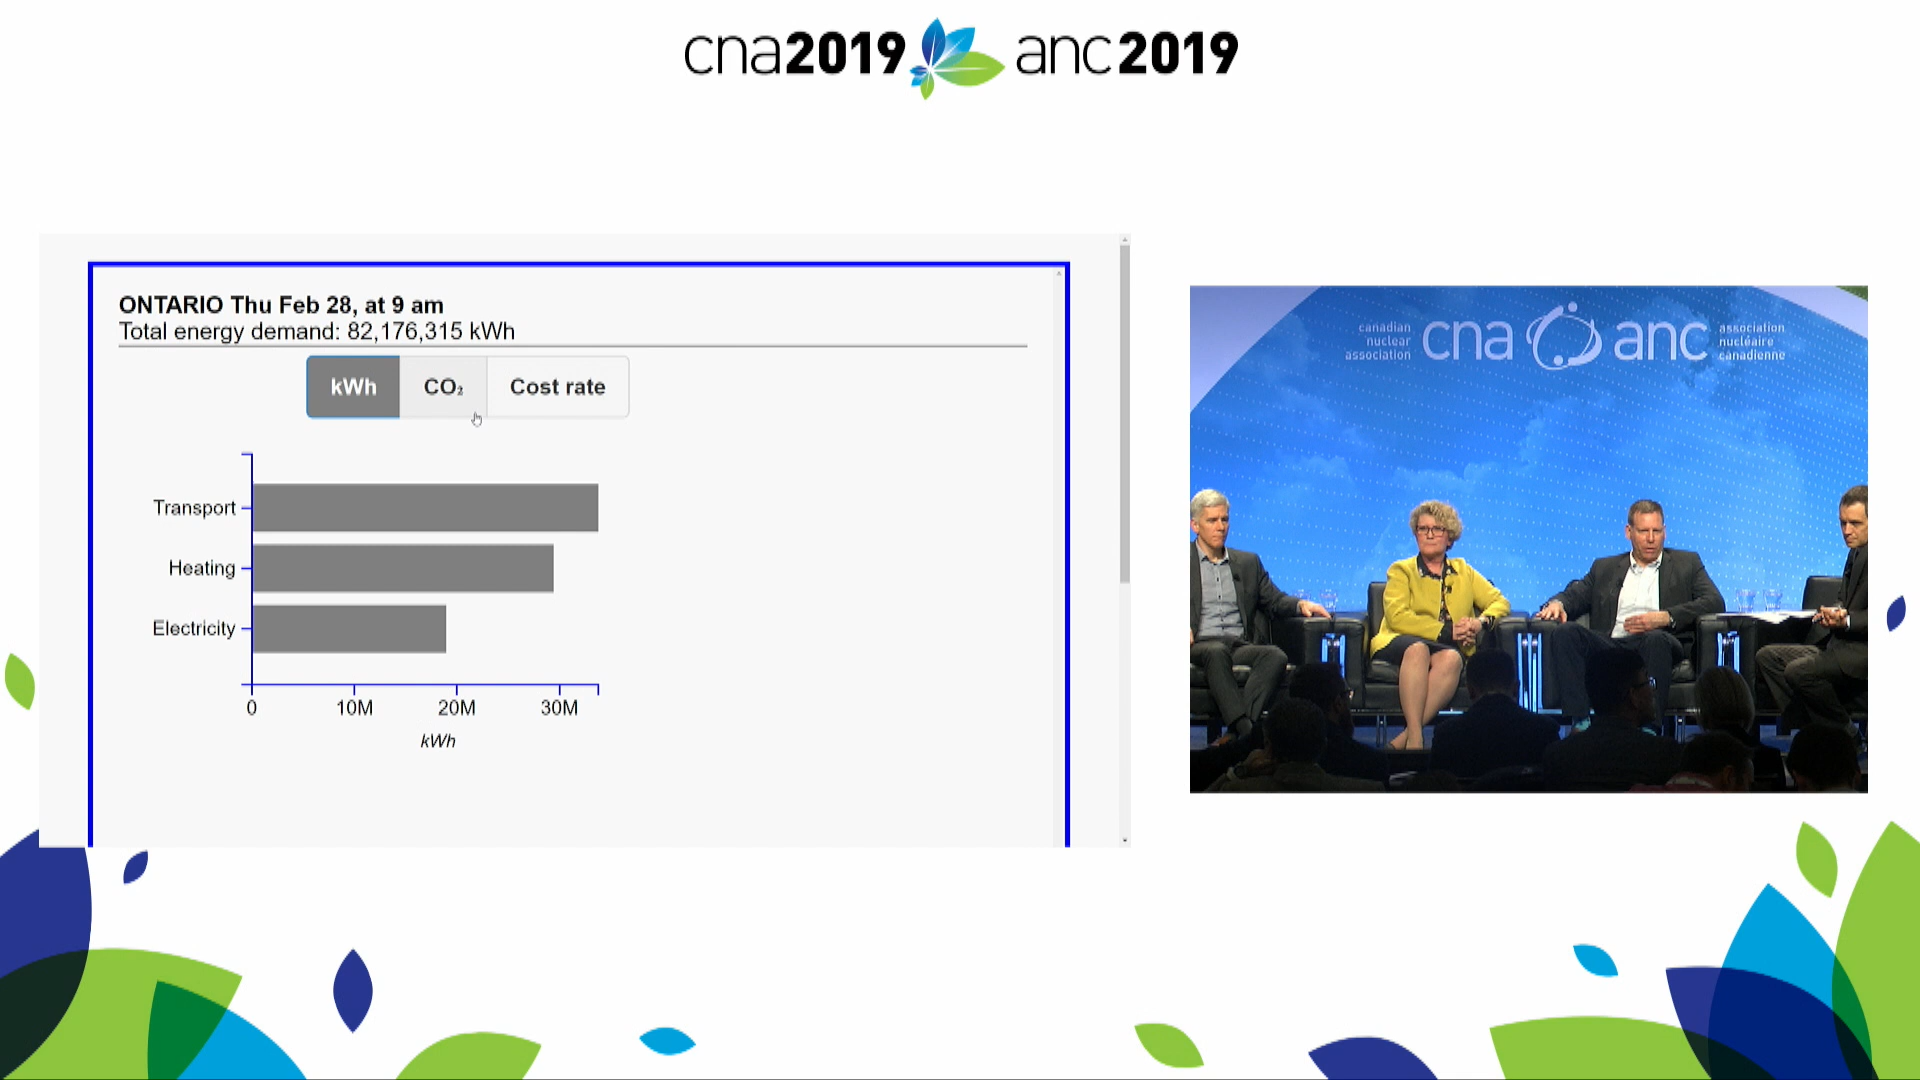 cna2019 anc2019
ONTARIO Thu Feb 28, at 9 am
Total energy demand: 82,176,315 kWh
kWh
CO₂
Cost rate
Transport
Heating
Electricity
0 10M 20M 30M
kWh
canadian
nuclear
association
cna anc
association
nucléaire
canadienne